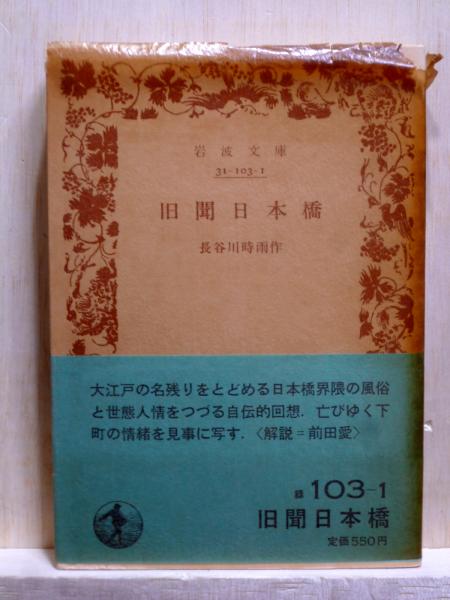 岩波文庫
31-103-1
旧聞日本橋
長谷川時雨作
大江戸の名残りをとどめる日本橋界隈の風俗
と世態人情をつづる自伝的回想．亡びゆく下
町の情緒を見事に写す．〈解説＝前田愛〉
緑 103-1
旧聞日本橋
定価550円